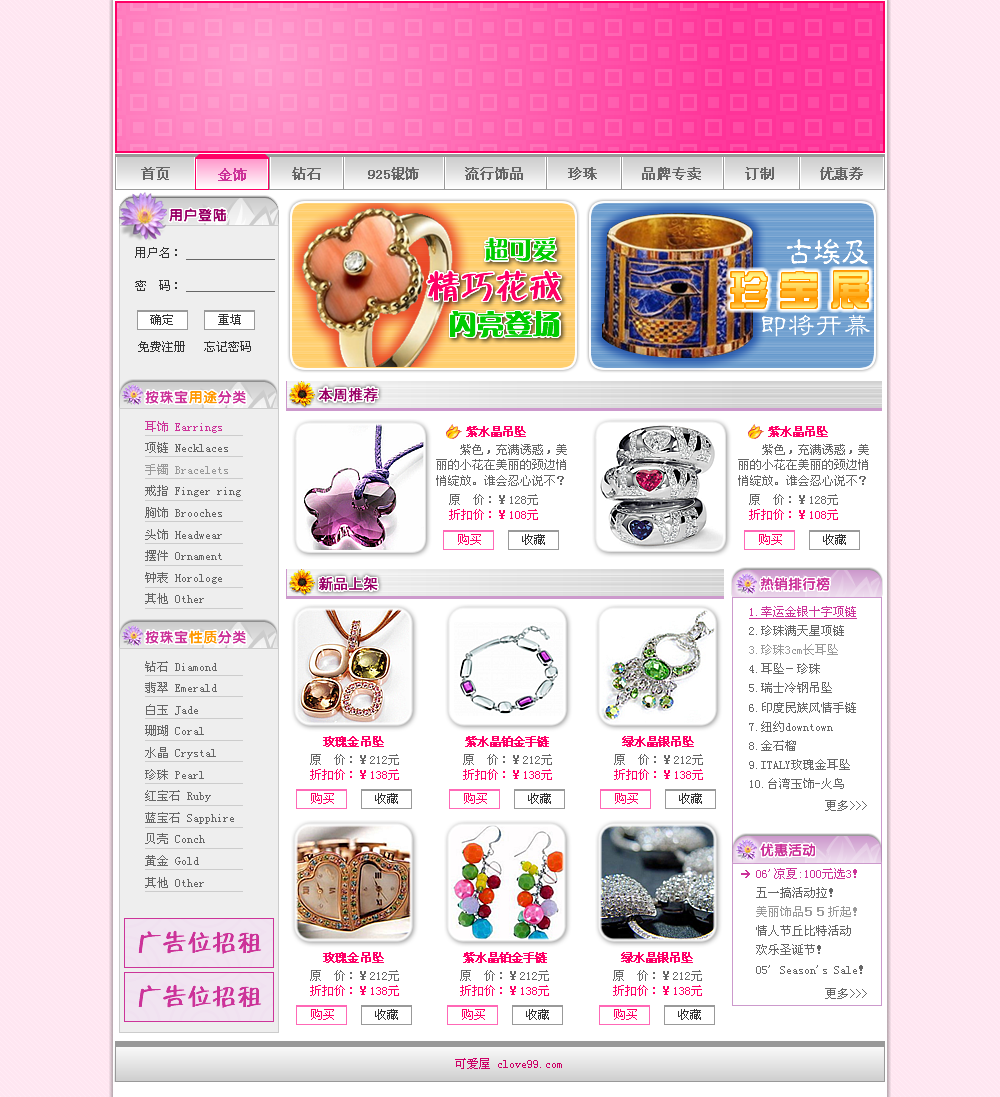 首页 金饰 钻石 925银饰 流行饰品 珍珠 品牌专卖 订制 优惠券
用户登陆
用户名：
密 码：
确定 重填
免费注册 忘记密码
超可爱
精巧花戒
闪亮登场
古埃及
珍宝展
即将开幕
按珠宝用途分类
耳饰 Earrings
项链 Necklaces
手镯 Bracelets
戒指 Finger ring
胸饰 Brooches
头饰 Headwear
摆件 Ornament
钟表 Horologe
其他 Other
按珠宝性质分类
钻石 Diamond
翡翠 Emerald
白玉 Jade
珊瑚 Coral
水晶 Crystal
珍珠 Pearl
红宝石 Ruby
蓝宝石 Sapphire
贝壳 Conch
黄金 Gold
其他 Other
广告位招租
广告位招租
本周推荐
紫水晶吊坠
紫色，充满诱惑，美
丽的小花在美丽的颈边悄
悄绽放。谁会忍心说不？
原 价：￥128元
折扣价：￥108元
购买 收藏
紫水晶吊坠
紫色，充满诱惑，美
丽的小花在美丽的颈边悄
悄绽放。谁会忍心说不？
原 价：￥128元
折扣价：￥108元
购买 收藏
新品上架
玫瑰金吊坠
原 价：￥212元
折扣价：￥138元
购买 收藏
紫水晶铂金手链
原 价：￥212元
折扣价：￥138元
购买 收藏
绿水晶银吊坠
原 价：￥212元
折扣价：￥138元
购买 收藏
玫瑰金吊坠
原 价：￥212元
折扣价：￥138元
购买 收藏
紫水晶铂金手链
原 价：￥212元
折扣价：￥138元
购买 收藏
绿水晶银吊坠
原 价：￥212元
折扣价：￥138元
购买 收藏
热销排行榜
1. 幸运金银十字项链
2. 珍珠满天星项链
3. 珍珠3cm长耳坠
4. 耳坠－珍珠
5. 瑞士冷钢吊坠
6. 印度民族风情手链
7. 纽约downtown
8. 金石榴
9. ITALY玫瑰金耳坠
10. 台湾玉饰-火鸟
更多>>>
优惠活动
06' 凉夏:100元选3！
五一搞活动拉！
美丽饰品５５折起！
情人节丘比特活动
欢乐圣诞节！
05' Season's Sale！
更多>>>
可爱屋 clove99.com